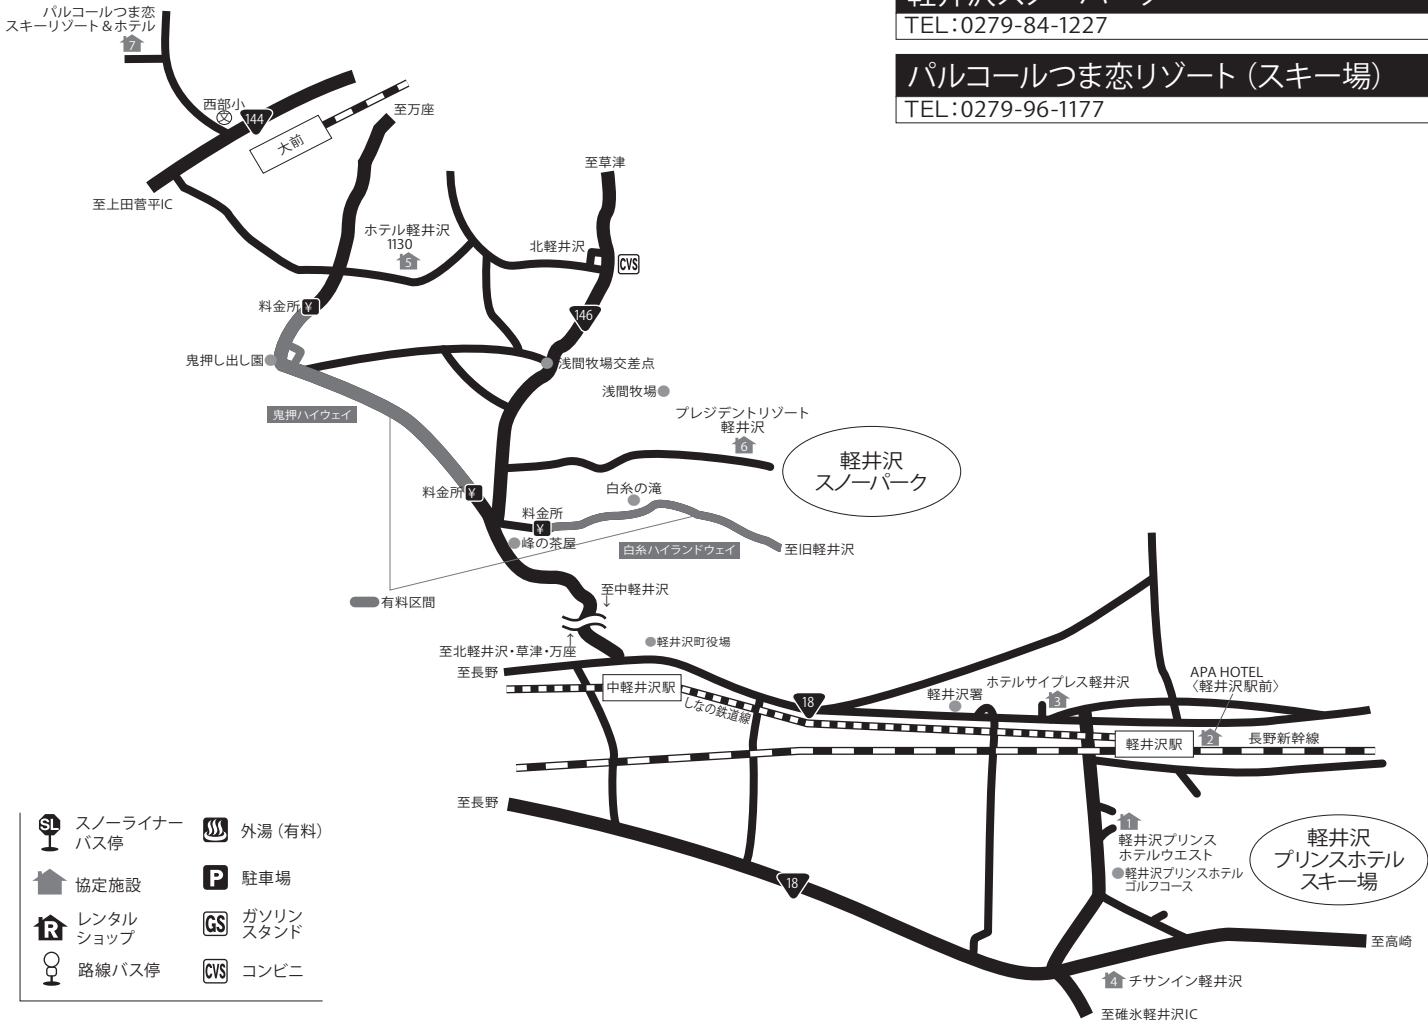 軽井沢スノーパーク
TEL：0279-84-1227
パルコールつま恋リゾート（スキー場）
TEL：0279-96-1177
パルコールつま恋
スキーリゾート＆ホテル
7
西部小
文
144
大前
至万座
至上田菅平IC
至草津
ホテル軽井沢
1130
5
北軽井沢
CVS
料金所
¥
146
鬼押し出し園
浅間牧場交差点
浅間牧場
鬼押ハイウェイ
プレジデントリゾート
軽井沢
6
軽井沢
スノーパーク
料金所
¥
白糸の滝
料金所
¥
峰の茶屋
白糸ハイランドウェイ
至旧軽井沢
有料区間
至中軽井沢
↓
↑
至北軽井沢・草津・万座
軽井沢町役場
至長野
中軽井沢駅
しなの鉄道線
18
軽井沢署
ホテルサイプレス軽井沢
3
APA HOTEL
〈軽井沢駅前〉
軽井沢駅
2
長野新幹線
至長野
1
軽井沢プリンス
ホテルウエスト
軽井沢プリンスホテル
ゴルフコース
軽井沢
プリンスホテル
スキー場
18
至高崎
4
チサンイン軽井沢
至碓氷軽井沢IC
SL
スノーライナー
バス停
外湯（有料）
協定施設
P
駐車場
R
レンタル
ショップ
GS
ガソリン
スタンド
路線バス停
CVS
コンビニ